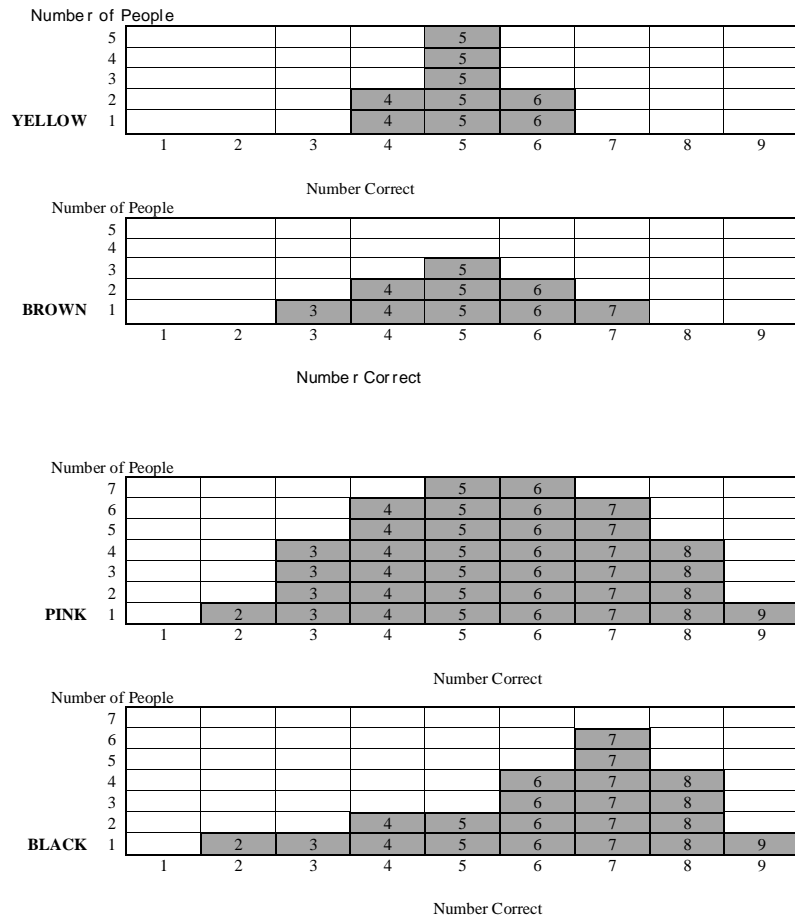 Number of People
5 5
4 5
3 5
2 4 5 6
YELLOW 1 4 5 6
1 2 3 4 5 6 7 8 9
Number Correct
Number of People
5
4
3 5
2 4 5 6
BROWN 1 3 4 5 6 7
1 2 3 4 5 6 7 8 9
Number Correct
Number of People
7 5 6
6 4 5 6 7
5 4 5 6 7
4 3 4 5 6 7 8
3 3 4 5 6 7 8
2 3 4 5 6 7 8
PINK 1 2 3 4 5 6 7 8 9
1 2 3 4 5 6 7 8 9
Number Correct
Number of People
7
6 7
5 7
4 6 7 8
3 6 7 8
2 4 5 6 7 8
BLACK 1 2 3 4 5 6 7 8 9
1 2 3 4 5 6 7 8 9
Number Correct